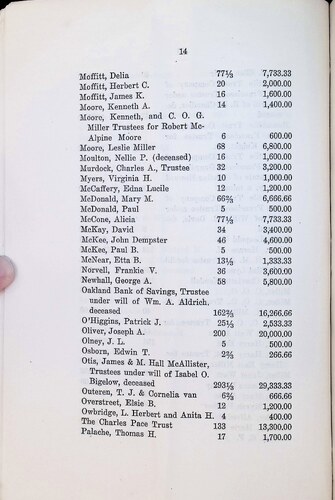 14
Moffitt, Delia 77⅓ 7,733.33
Moffitt, Herbert C. 20 2,000.00
Moffitt, James K. 16 1,600.00
Moore, Kenneth A. 14 1,400.00
Moore, Kenneth, and C. O. G.
Miller Trustees for Robert Mc-
Alpine Moore 6 600.00
Moore, Leslie Miller 68 6,800.00
Moulton, Nellie P. (deceased) 16 1,600.00
Murdock, Charles A., Trustee 32 3,200.00
Myers, Virginia H. 10 1,000.00
McCaffery, Edna Lucile 12 1,200.00
McDonald, Mary M. 66⅔ 6,666.66
McDonald, Paul 5 500.00
McCone, Alicia 77⅓ 7,733.33
McKay, David 34 3,400.00
McKee, John Dempster 46 4,600.00
McKee, Paul B. 5 500.00
McNear, Etta B. 13⅓ 1,333.33
Norvell, Frankie V. 36 3,600.00
Newhall, George A. 58 5,800.00
Oakland Bank of Savings, Trustee
under will of Wm. A. Aldrich,
deceased 162⅔ 16,266.66
O'Higgins, Patrick J. 25⅓ 2,533.33
Oliver, Joseph A. 200 20,000.00
Olney, J. L. 5 500.00
Osborn, Edwin T. 2⅔ 266.66
Otis, James & M. Hall McAllister,
Trustees under will of Isabel O.
Bigelow, deceased 293⅓ 29,333.33
Outeren, T. J. & Cornelia van 6⅔ 666.66
Overstreet, Elsie B. 12 1,200.00
Owbridge, L. Herbert and Anita H. 4 400.00
The Charles Pace Trust 133 13,300.00
Palache, Thomas H. 17 1,700.00